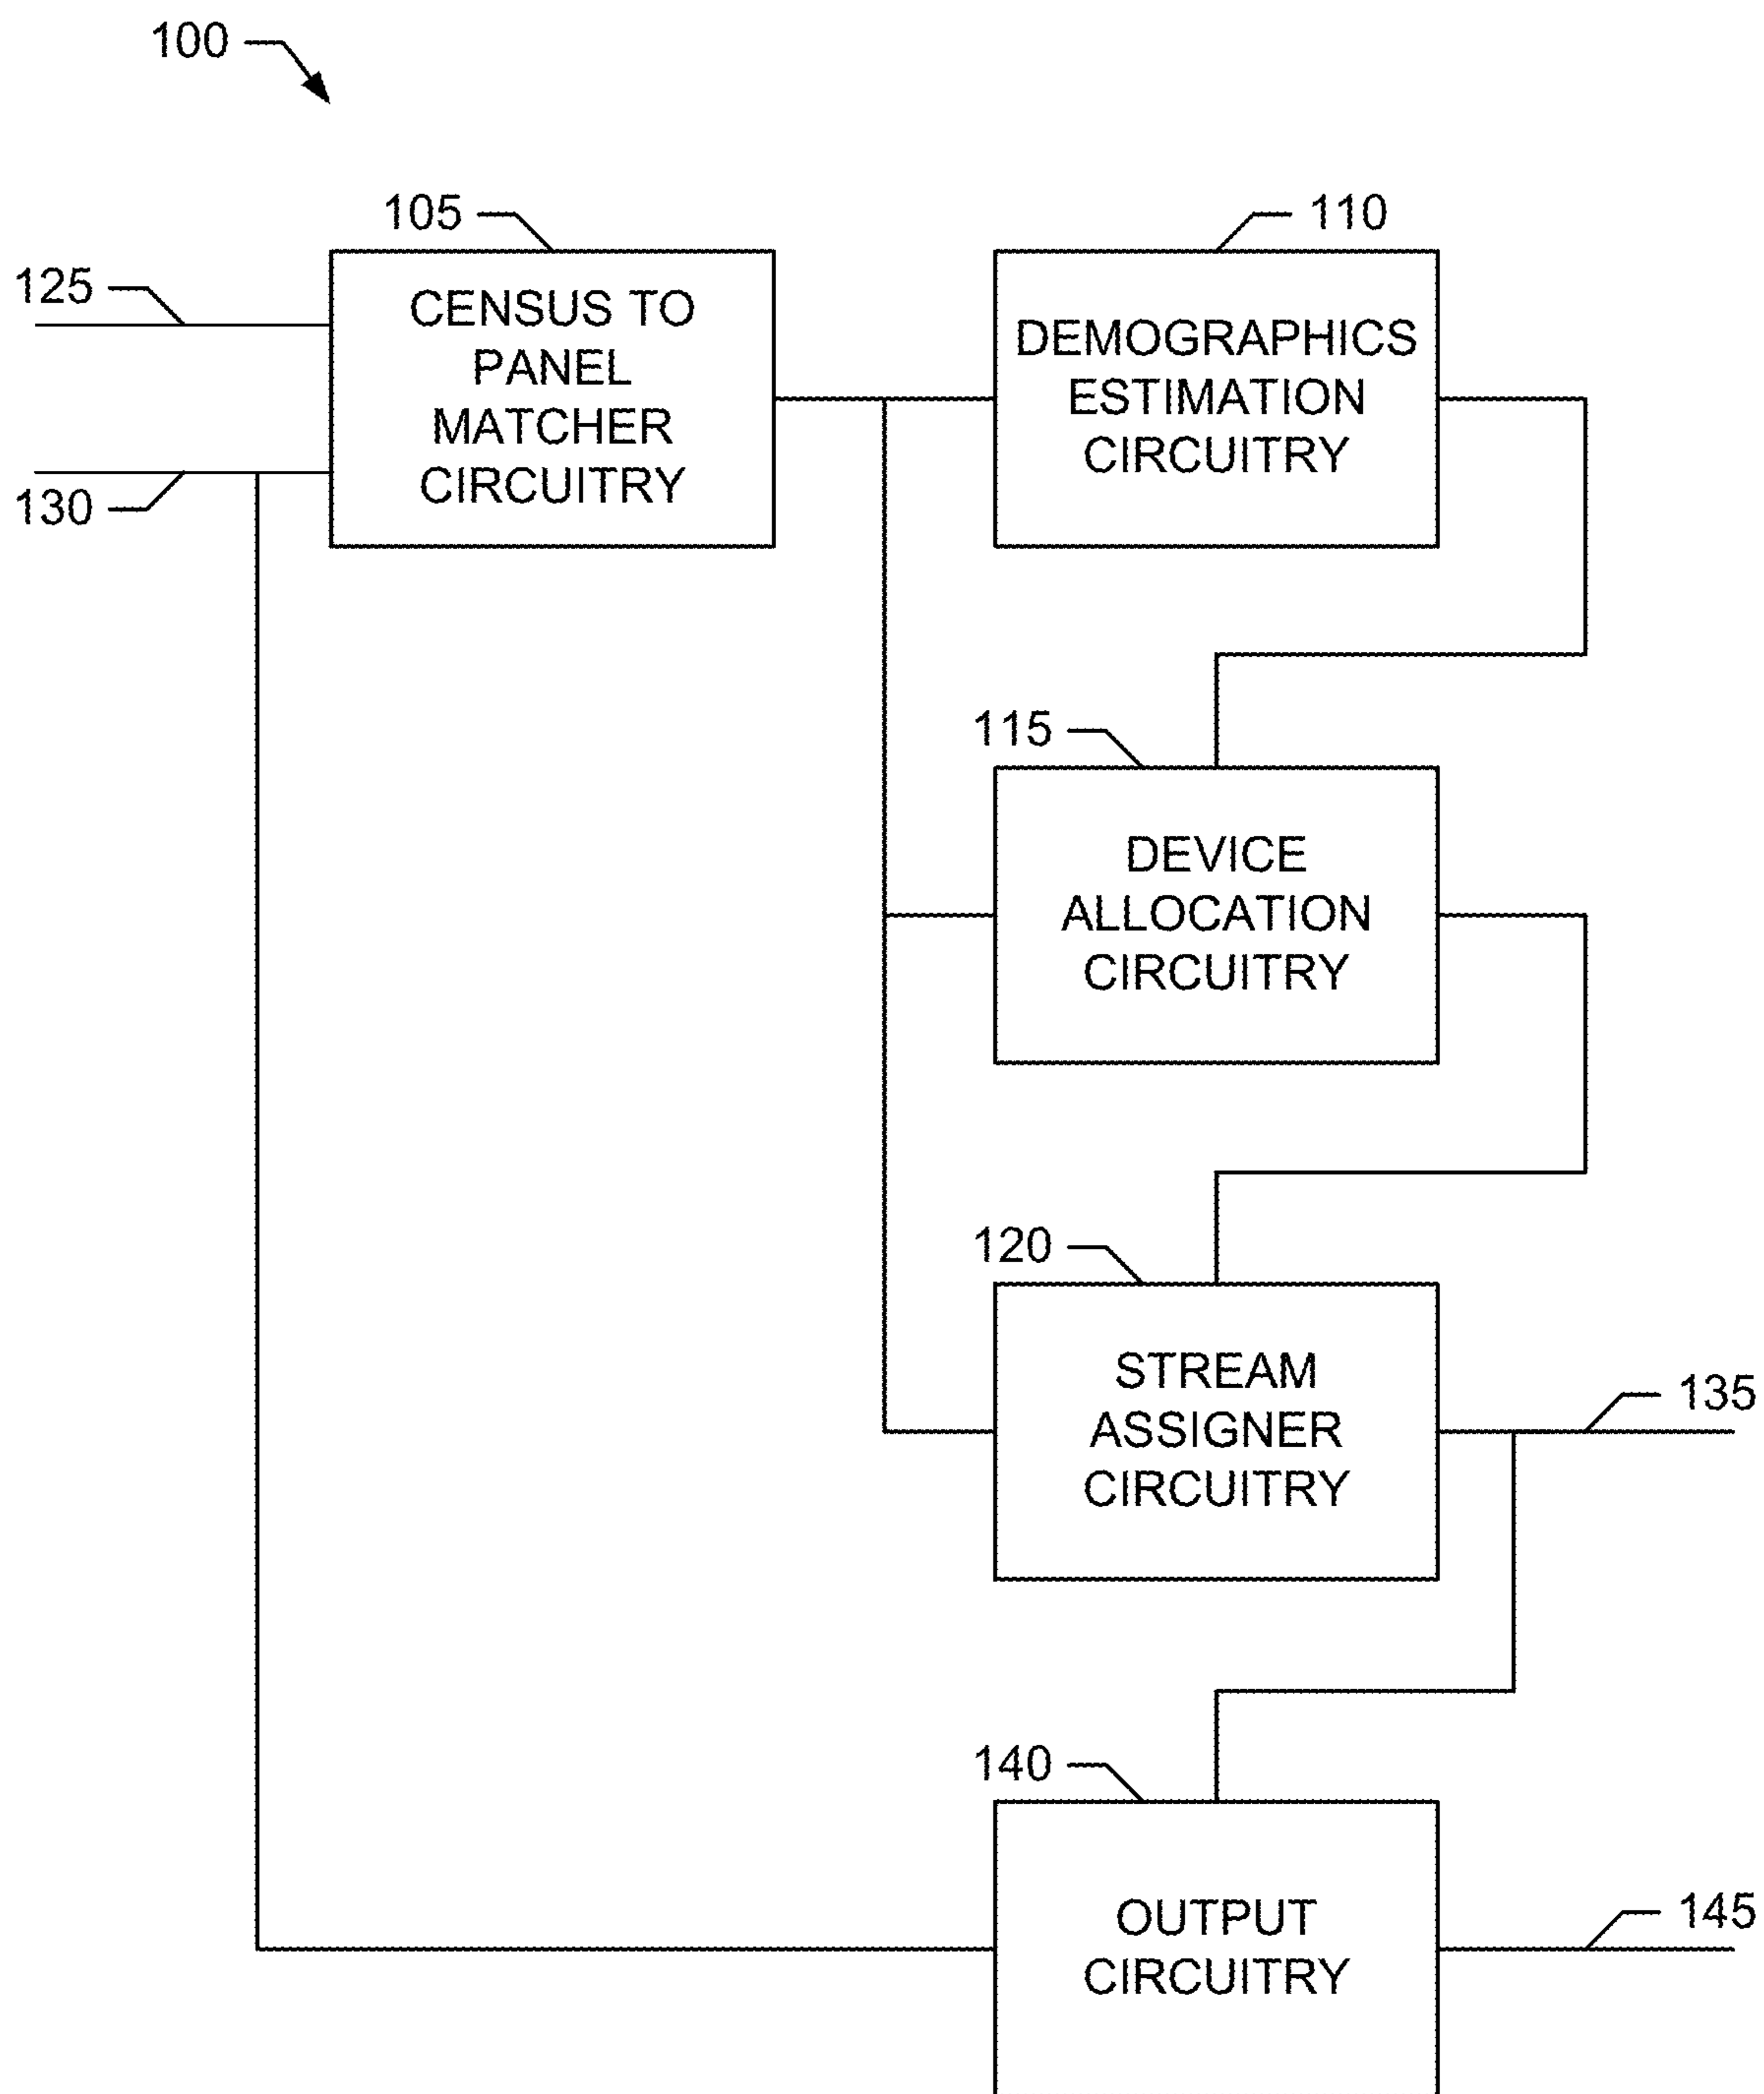 100
105
110
125
CENSUS TO
PANEL
MATCHER
CIRCUITRY
DEMOGRAPHICS
ESTIMATION
CIRCUITRY
130
115
DEVICE
ALLOCATION
CIRCUITRY
120
STREAM
ASSIGNER
CIRCUITRY
135
140
OUTPUT
CIRCUITRY
145